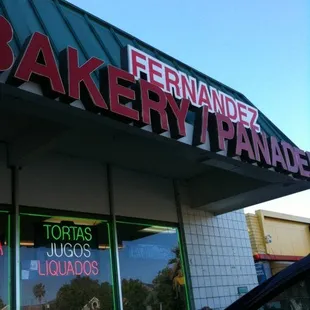 FERNANDEZ
BAKERY / PANADE
TORTAS
JUGOS
LIQUADOS